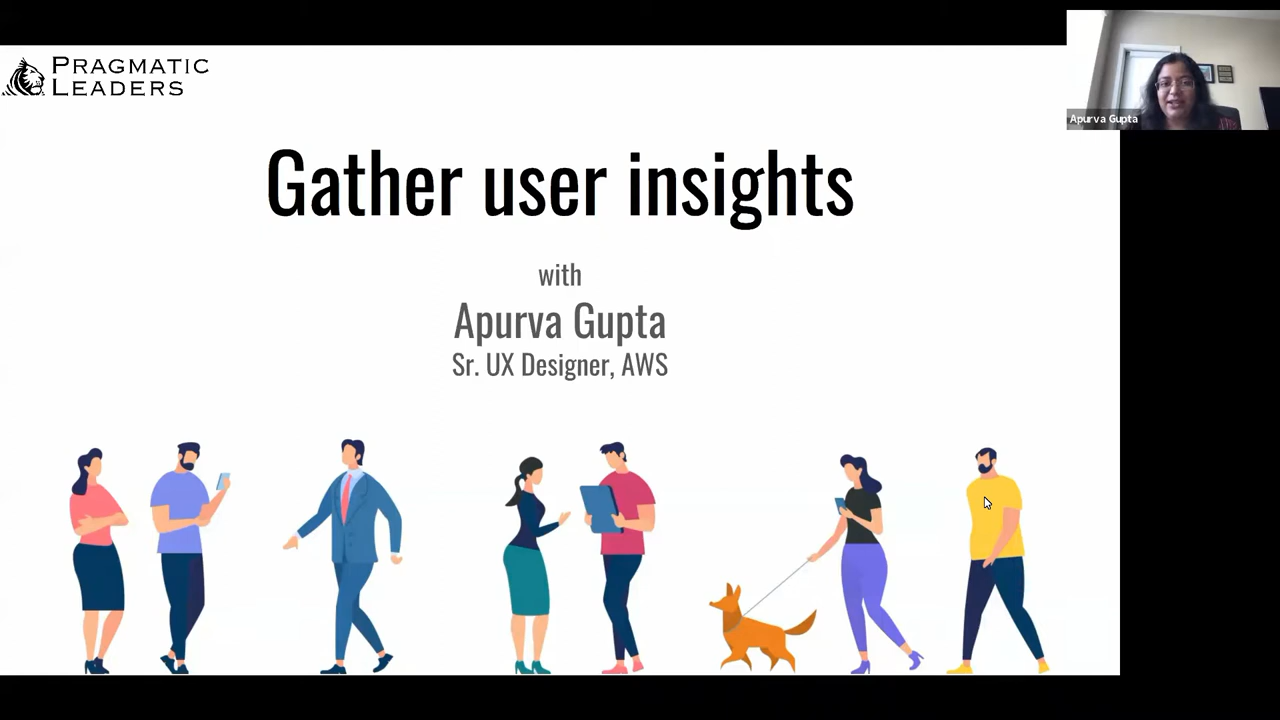 PRAGMATIC
LEADERS
Apurva Gupta
Gather user insights
with
Apurva Gupta
Sr. UX Designer, AWS